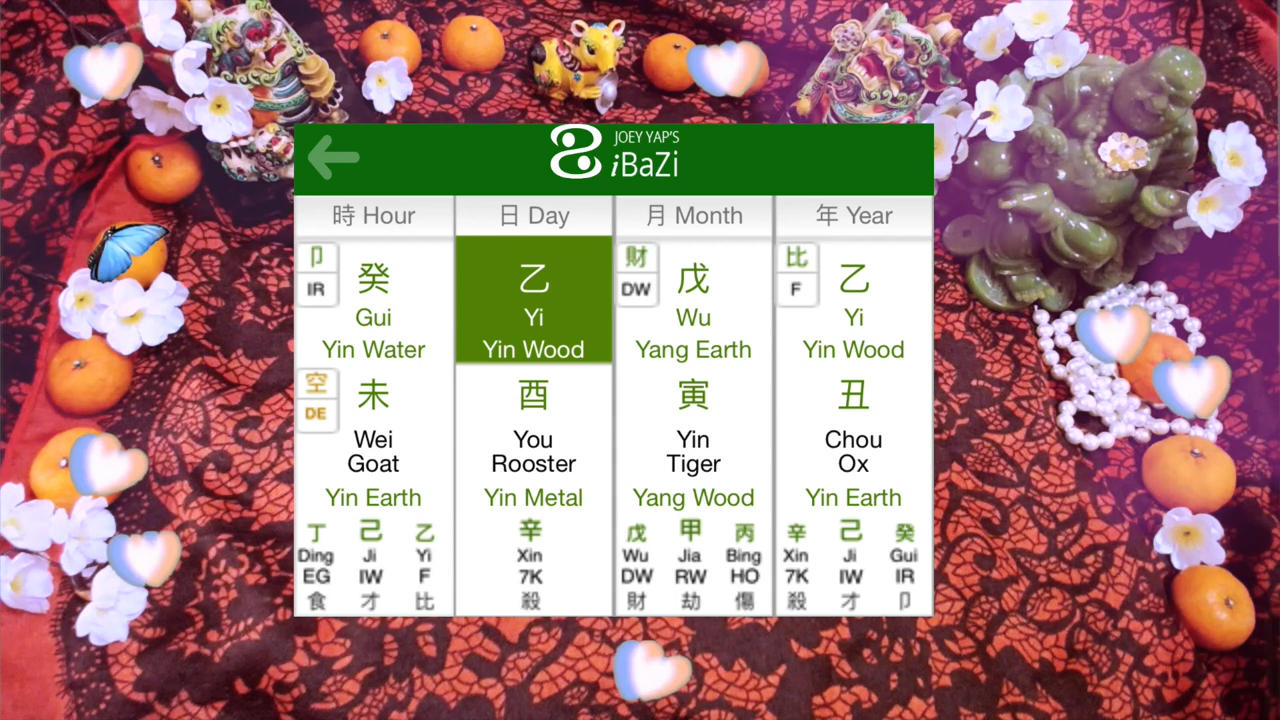 JOEY YAP'S
iBaZi
時 Hour 日 Day 月 Month 年 Year
卩 IR 癸 乙 財 DW 戊 比 F 乙
Gui Yi Wu Yi
Yin Water Yin Wood Yang Earth Yin Wood
空 DE 未 酉 寅 丑
Wei You Yin Chou
Goat Rooster Tiger Ox
Yin Earth Yin Metal Yang Wood Yin Earth
丁 己 乙 辛 戊 甲 丙 辛 己 癸
Ding Ji Yi Xin Wu Jia Bing Xin Ji Gui
EG IW F 7K DW RW HO 7K IW IR
食 才 比 殺 財 劫 傷 殺 才 卩